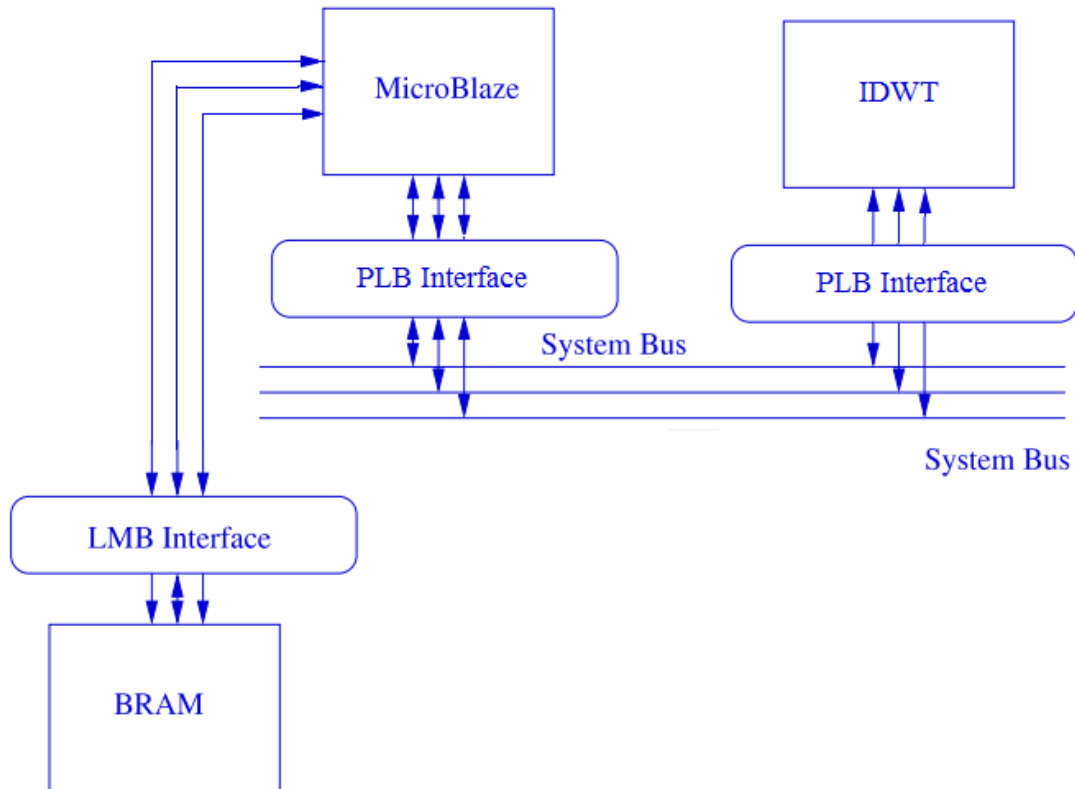 MicroBlaze
IDWT
PLB Interface
PLB Interface
System Bus
System Bus
LMB Interface
BRAM